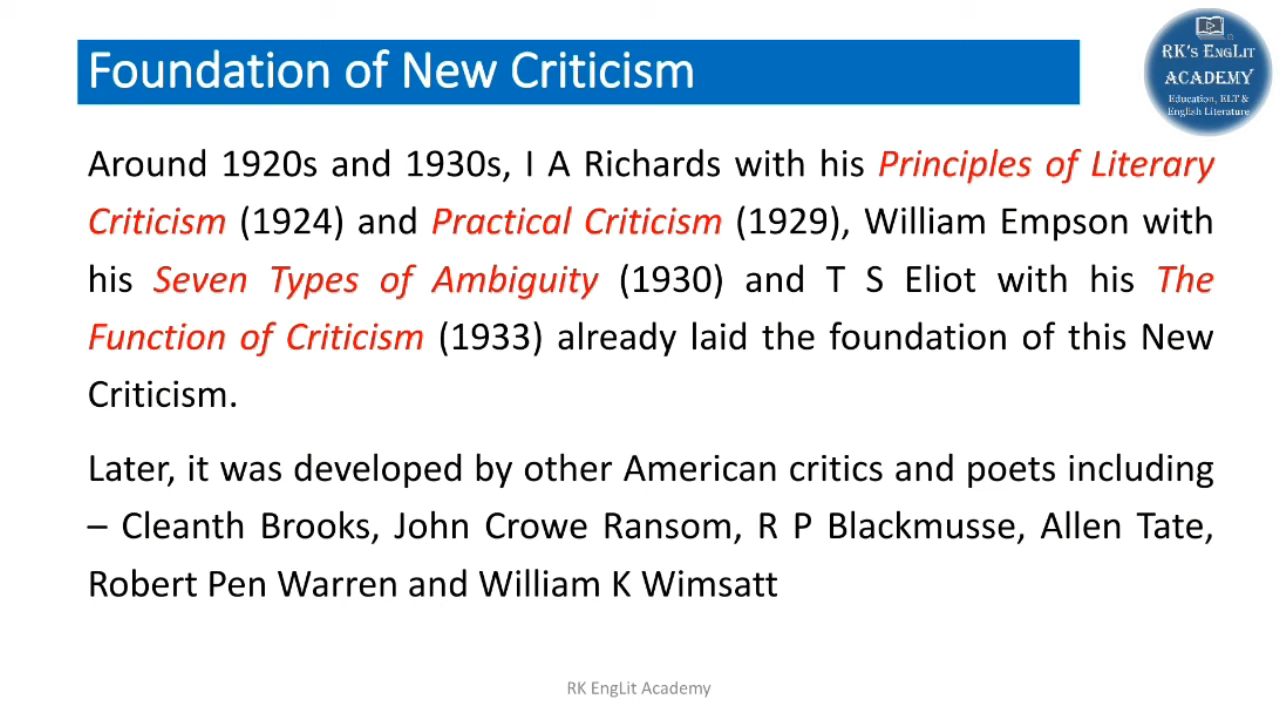 Foundation of New Criticism
RK'S ENGLIT
ACADEMY
Education, ELT &
English Literature
Around 1920s and 1930s, I A Richards with his Principles of Literary
Criticism (1924) and Practical Criticism (1929), William Empson with
his Seven Types of Ambiguity (1930) and T S Eliot with his The
Function of Criticism (1933) already laid the foundation of this New
Criticism.
Later, it was developed by other American critics and poets including
– Cleanth Brooks, John Crowe Ransom, R P Blackmusse, Allen Tate,
Robert Pen Warren and William K Wimsatt
RK EngLit Academy